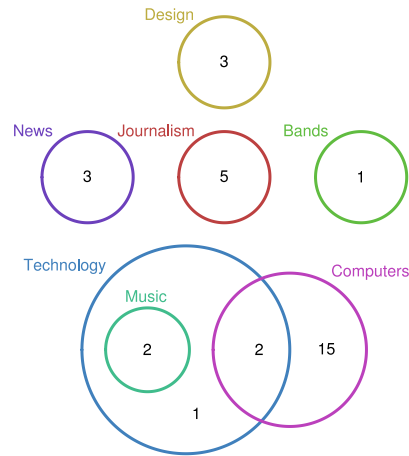 Design
3
News
Journalism
Bands
3
5
1
Technology
Computers
Music
2
2
15
1